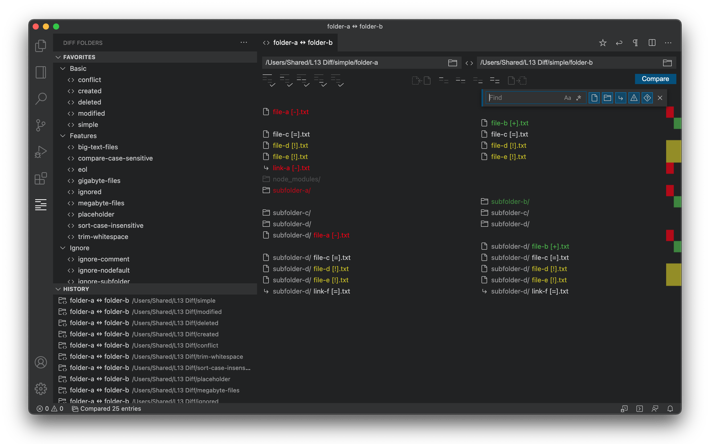 folder-a ↔ folder-b
DIFF FOLDERS
···
FAVORITES
Basic
conflict
created
deleted
modified
simple
Features
big-text-files
compare-case-sensitive
eol
gigabyte-files
ignored
megabyte-files
placeholder
sort-case-insensitive
trim-whitespace
Ignore
ignore-comment
ignore-nodefault
ignore-subfolder
HISTORY
folder-a ↔ folder-b /Users/Shared/L13 Diff/simple
folder-a ↔ folder-b /Users/Shared/L13 Diff/modified
folder-a ↔ folder-b /Users/Shared/L13 Diff/deleted
folder-a ↔ folder-b /Users/Shared/L13 Diff/created
folder-a ↔ folder-b /Users/Shared/L13 Diff/conflict
folder-a ↔ folder-b /Users/Shared/L13 Diff/trim-whitespace
folder-a ↔ folder-b /Users/Shared/L13 Diff/sort-case-insens...
folder-a ↔ folder-b /Users/Shared/L13 Diff/placeholder
folder-a ↔ folder-b /Users/Shared/L13 Diff/megabyte-files
folder-a ↔ folder-b /Users/Shared/L13 Diff/ignored
folder-a ↔ folder-b
/Users/Shared/L13 Diff/simple/folder-a
/Users/Shared/L13 Diff/simple/folder-b
Compare
Find
Aa
file-a [-].txt
file-b [+].txt
file-c [=].txt file-c [=].txt
file-d [!].txt file-d [!].txt
file-e [!].txt file-e [!].txt
link-a [-].txt
node_modules/
subfolder-a/
subfolder-b/
subfolder-c/ subfolder-c/
subfolder-d/ subfolder-d/
subfolder-d/ file-a [-].txt
subfolder-d/ file-b [+].txt
subfolder-d/ file-c [=].txt subfolder-d/ file-c [=].txt
subfolder-d/ file-d [!].txt subfolder-d/ file-d [!].txt
subfolder-d/ file-e [!].txt subfolder-d/ file-e [!].txt
subfolder-d/ link-f [=].txt subfolder-d/ link-f [=].txt
0 0 Compared 25 entries